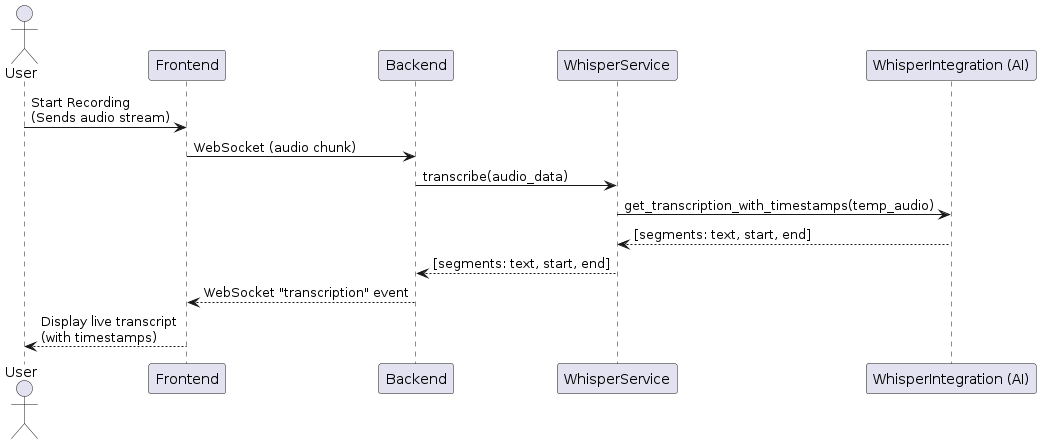 User
Frontend
Backend
WhisperService
WhisperIntegration (AI)
Start Recording
(Sends audio stream)
WebSocket (audio chunk)
transcribe(audio_data)
get_transcription_with_timestamps(temp_audio)
[segments: text, start, end]
[segments: text, start, end]
WebSocket "transcription" event
Display live transcript
(with timestamps)
User
Frontend
Backend
WhisperService
WhisperIntegration (AI)